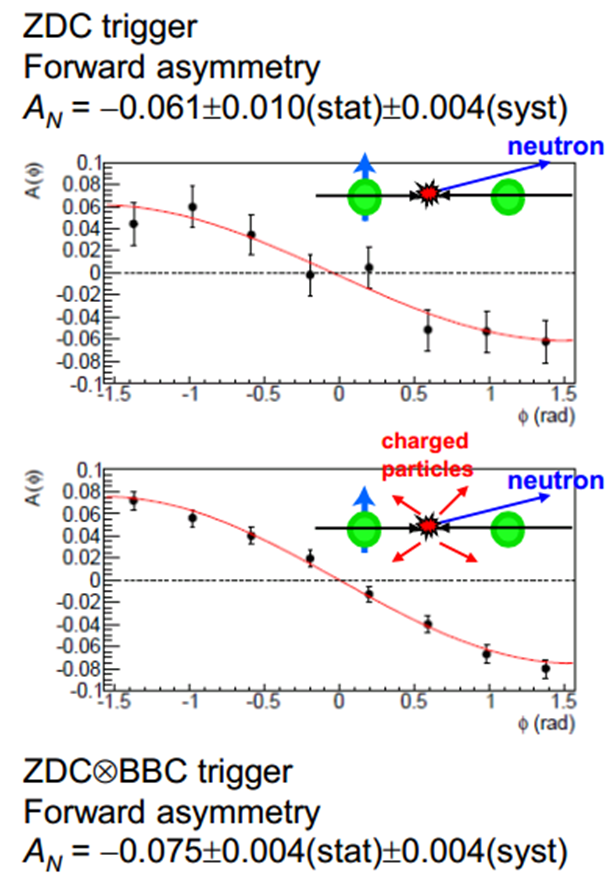 ZDC trigger
Forward asymmetry
A_N = −0.061±0.010(stat)±0.004(syst)
neutron
A(ϕ)
0.1
0.08
0.06
0.04
0.02
0
-0.02
-0.04
-0.06
-0.08
-0.1
-1.5 -1 -0.5 0 0.5 1 1.5
ϕ (rad)
charged
particles
neutron
A(ϕ)
0.1
0.08
0.06
0.04
0.02
0
-0.02
-0.04
-0.06
-0.08
-0.1
-1.5 -1 -0.5 0 0.5 1 1.5
ϕ (rad)
ZDC⊗BBC trigger
Forward asymmetry
A_N = −0.075±0.004(stat)±0.004(syst)